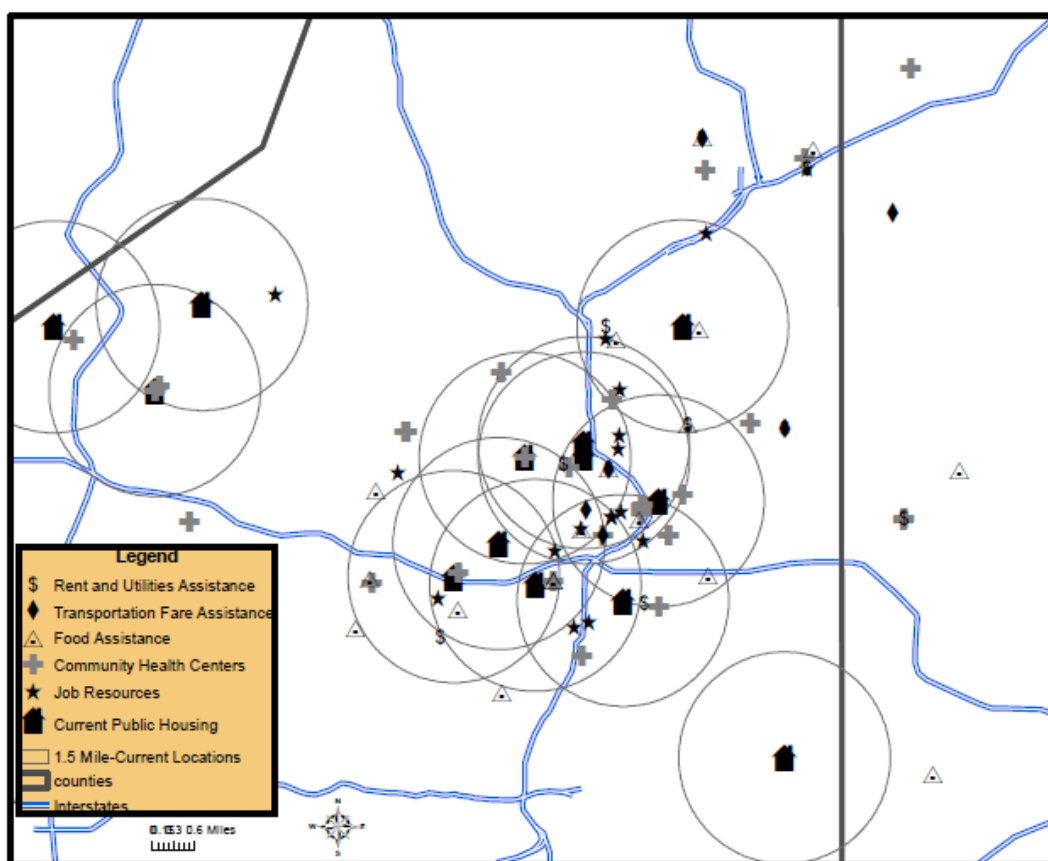 Legend
$ Rent and Utilities Assistance
Transportation Fare Assistance
Food Assistance
Community Health Centers
Job Resources
Current Public Housing
1.5 Mile-Current Locations
counties
Interstates
0.6 Miles
N
W E
S